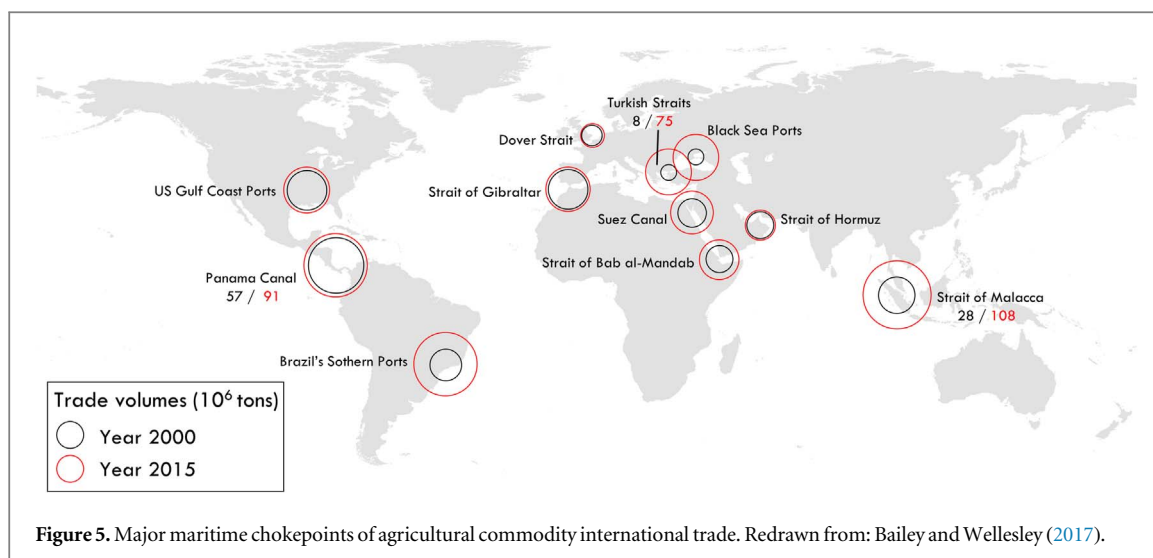 Turkish Straits
8 / 75
Black Sea Ports
Dover Strait
US Gulf Coast Ports
Strait of Gibraltar
Suez Canal
Strait of Hormuz
Strait of Bab al-Mandab
Panama Canal
57 / 91
Strait of Malacca
28 / 108
Brazil's Sothern Ports
Trade volumes (10⁶ tons)
Year 2000
Year 2015
Figure 5. Major maritime chokepoints of agricultural commodity international trade. Redrawn from: Bailey and Wellesley (2017).